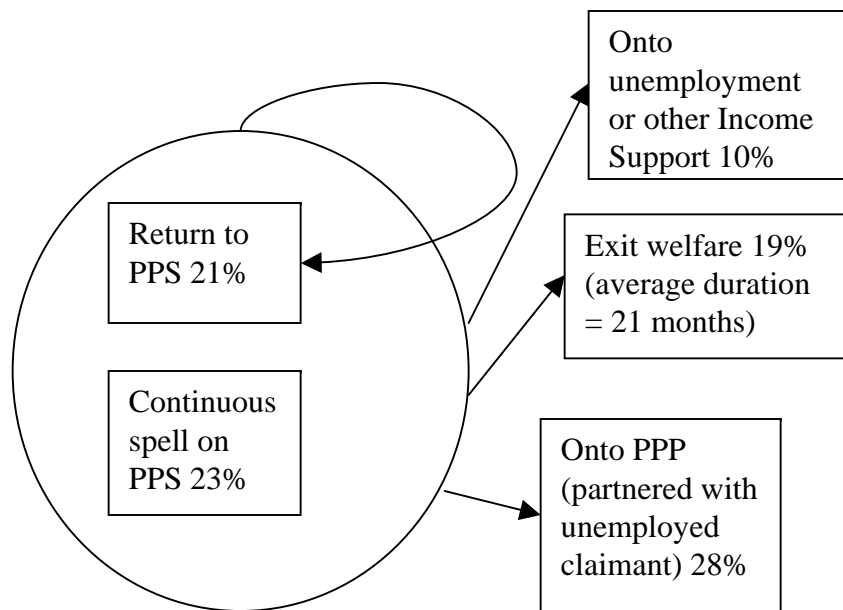 Onto
unemployment
or other Income
Support 10%
Return to
PPS 21%
Exit welfare 19%
(average duration
= 21 months)
Continuous
spell on
PPS 23%
Onto PPP
(partnered with
unemployed
claimant) 28%